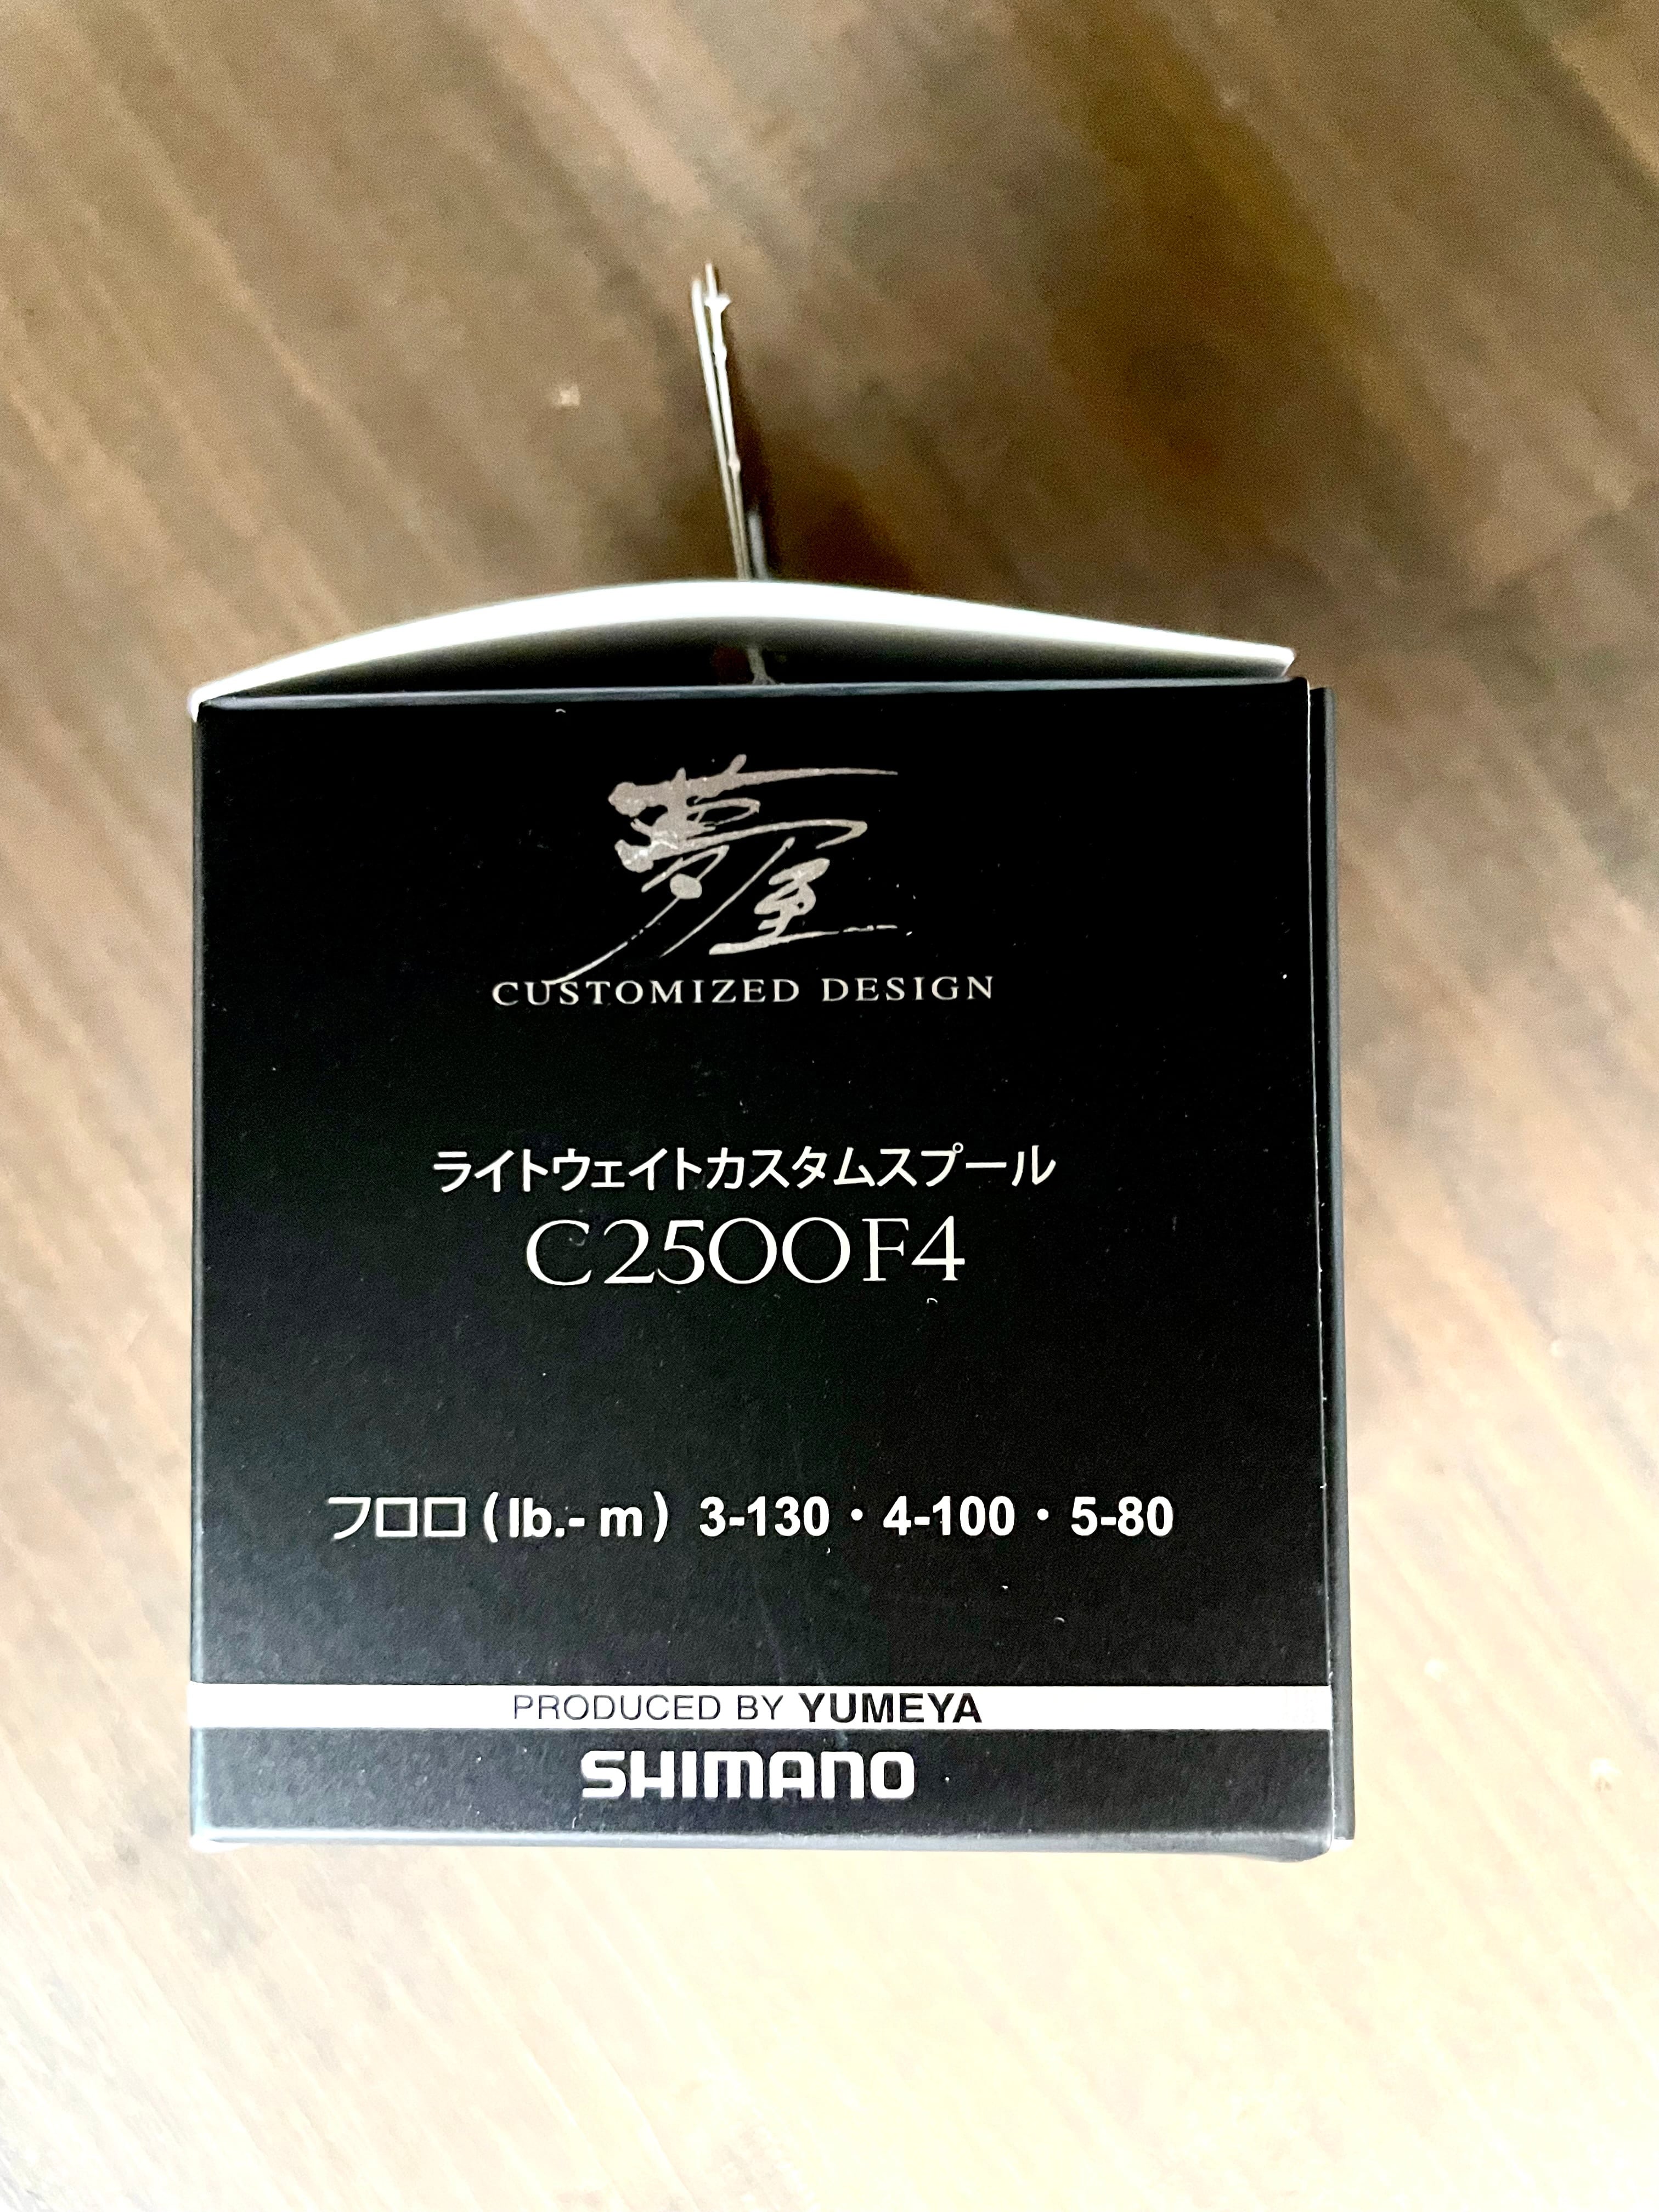 夢屋
CUSTOMIZED DESIGN
ライトウェイトカスタムスプール
C2500F4
フロロ(lb.-m) 3-130・4-100・5-80
PRODUCED BY YUMEYA
SHIMANO